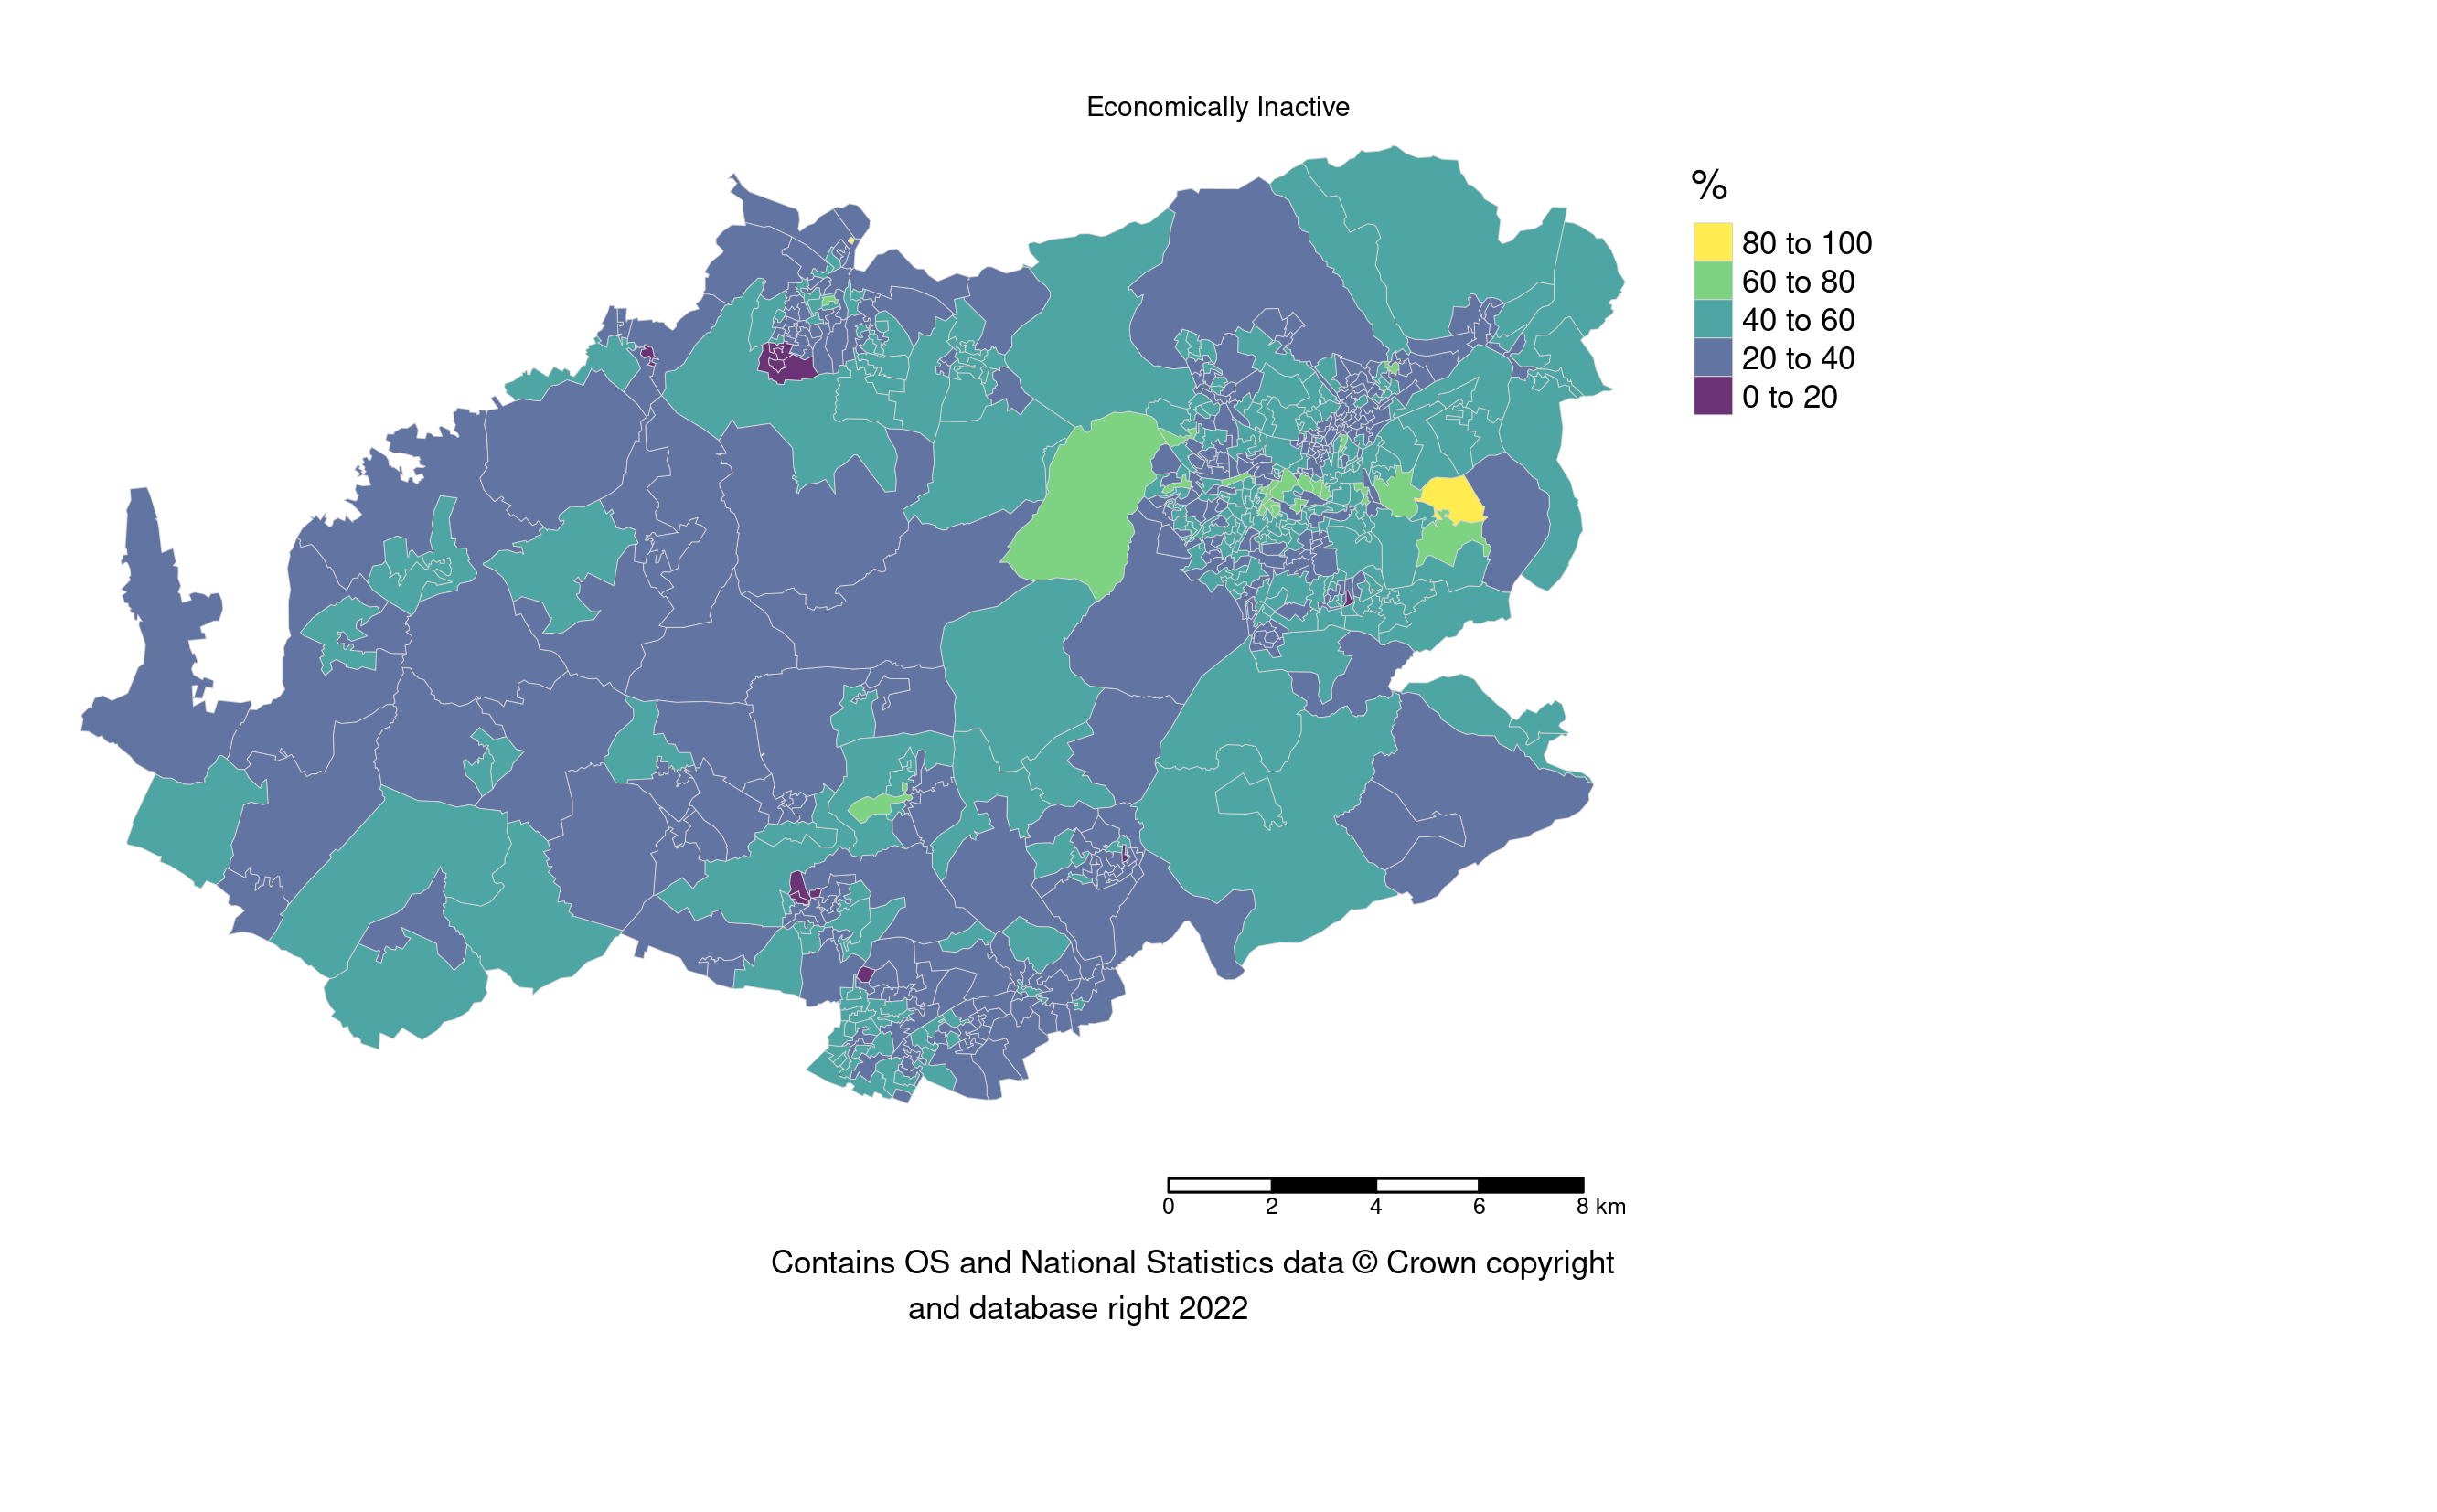 Economically Inactive
%
80 to 100
60 to 80
40 to 60
20 to 40
0 to 20
0 2 4 6 8 km
Contains OS and National Statistics data © Crown copyright
and database right 2022